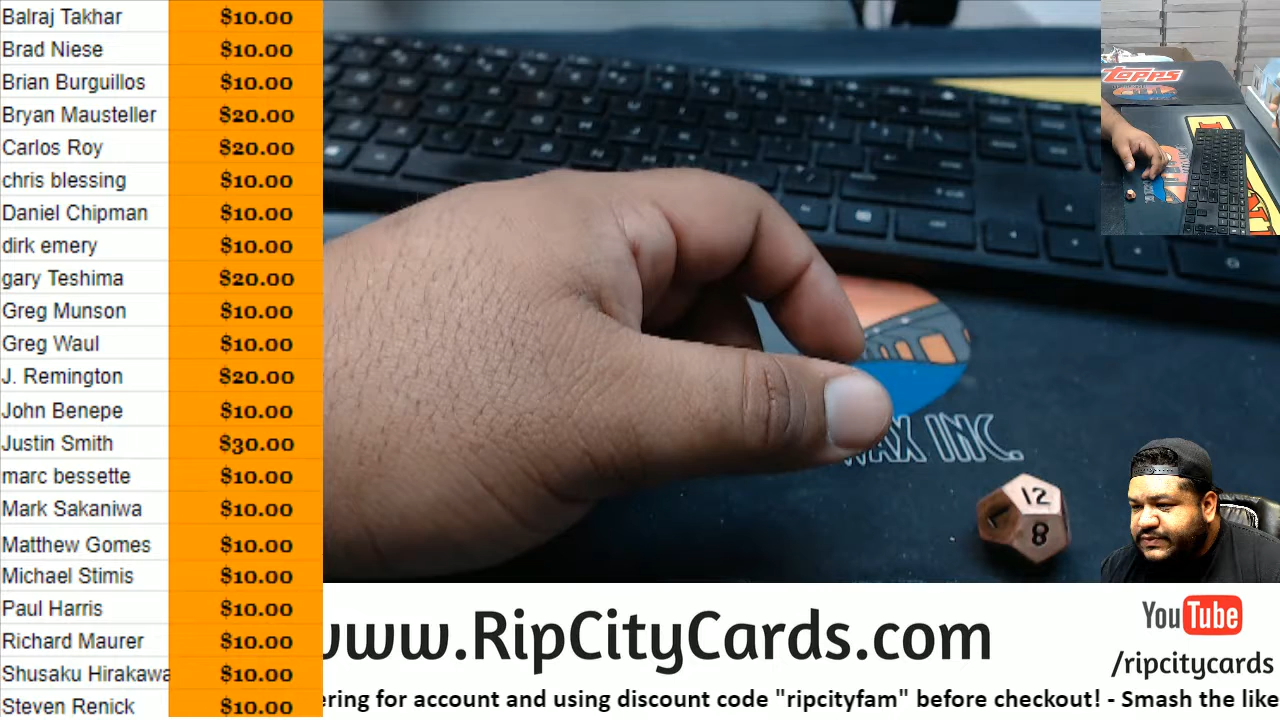 Balraj Takhar $10.00
Brad Niese $10.00
Brian Burguillos $10.00
Bryan Mausteller $20.00
Carlos Roy $20.00
chris blessing $10.00
Daniel Chipman $10.00
dirk emery $10.00
gary Teshima $20.00
Greg Munson $10.00
Greg Waul $10.00
J. Remington $20.00
John Benepe $10.00
Justin Smith $30.00
marc bessette $10.00
Mark Sakaniwa $10.00
Matthew Gomes $10.00
Michael Stimis $10.00
Paul Harris $10.00
Richard Maurer $10.00
Shusaku Hirakawa $10.00
Steven Renick $10.00
Topps
WAX INC.
12
1
8
www.RipCityCards.com
YouTube
/ripcitycards
ering for account and using discount code "ripcityfam" before checkout! - Smash the like